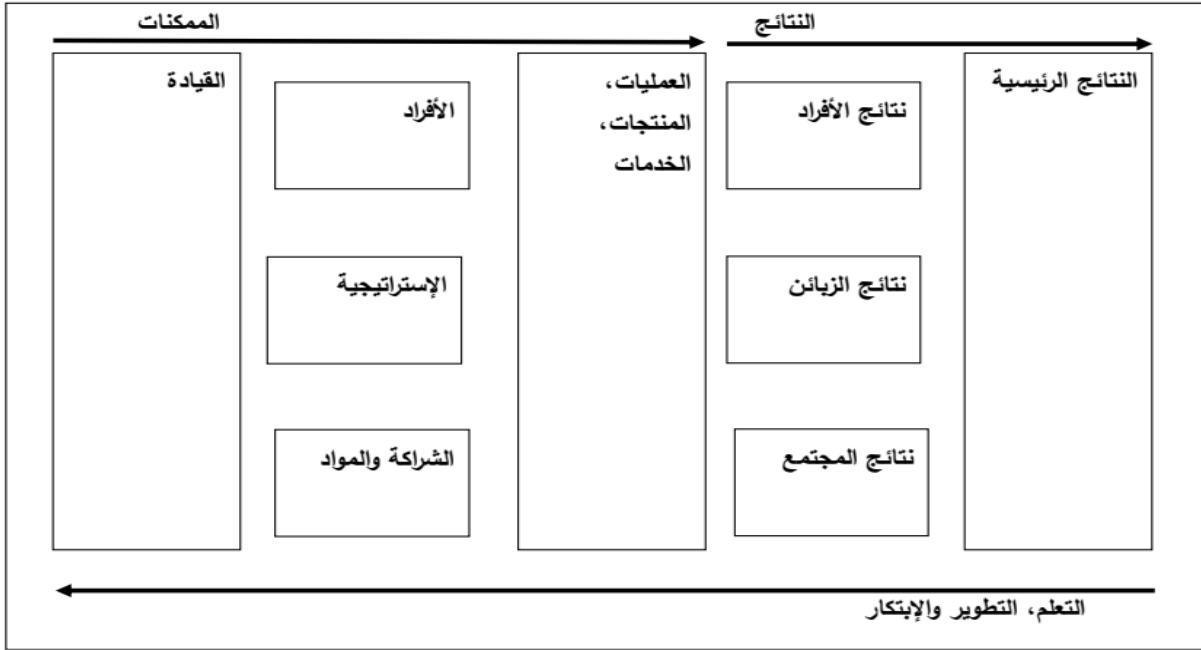 الممكنات
النتائج
القيادة
الأفراد
العمليات،
المنتجات،
الخدمات
نتائج الأفراد
النتائج الرئيسية
الإستراتيجية
نتائج الزبائن
الشراكة والمواد
نتائج المجتمع
التعلم، التطوير والإبتكار